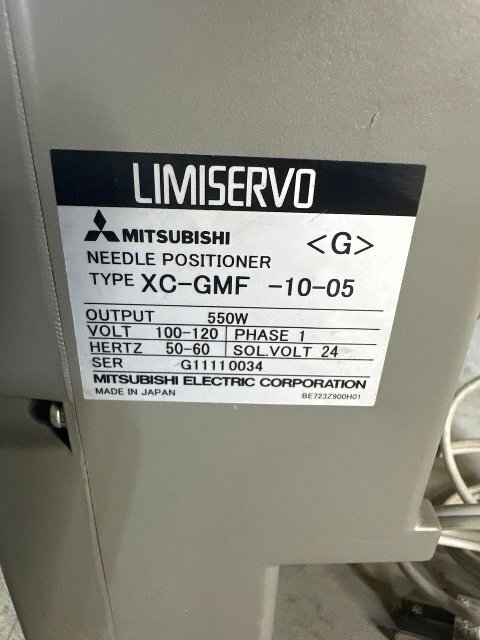 LIMISERVO
MITSUBISHI <G>
NEEDLE POSITIONER
TYPE XC-GMF -10-05
OUTPUT 550W
VOLT 100-120 PHASE 1
HERTZ 50-60 SOL.VOLT 24
SER G11110034
MITSUBISHI ELECTRIC CORPORATION
MADE IN JAPAN BE723Z900H01